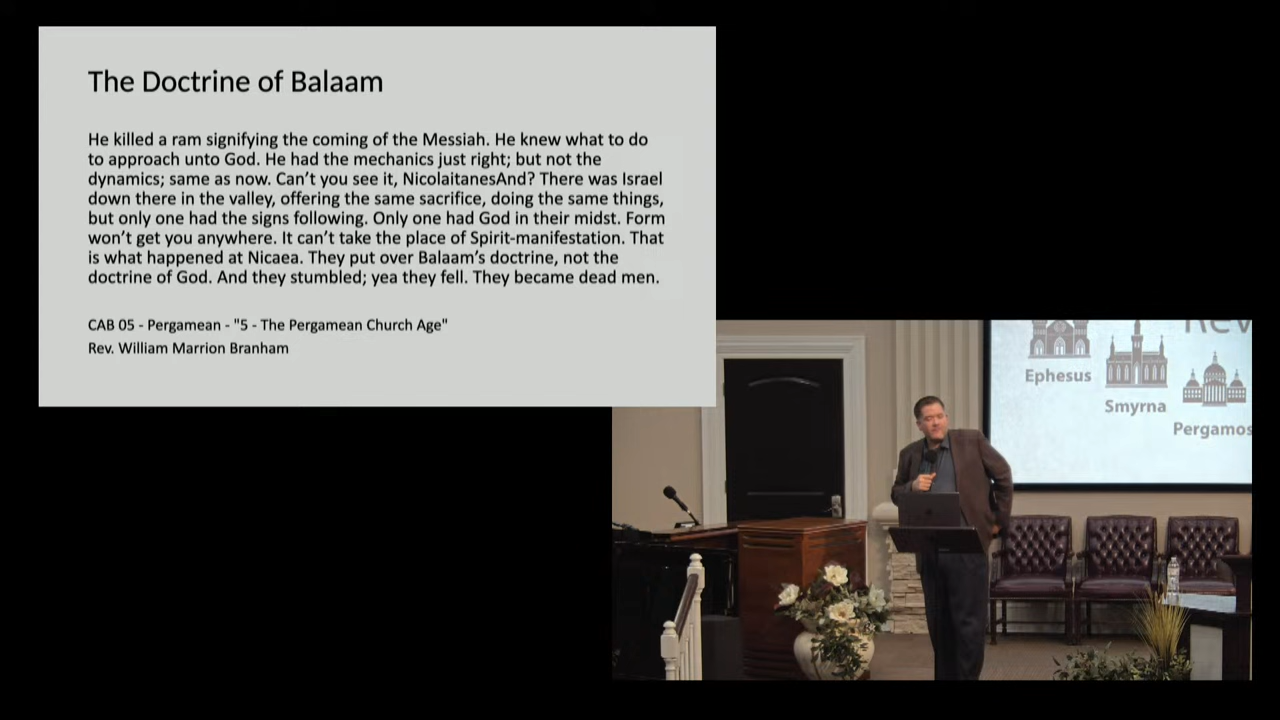 The Doctrine of Balaam
He killed a ram signifying the coming of the Messiah. He knew what to do
to approach unto God. He had the mechanics just right; but not the
dynamics; same as now. Can't you see it, NicolaitanesAnd? There was Israel
down there in the valley, offering the same sacrifice, doing the same things,
but only one had the signs following. Only one had God in their midst. Form
won't get you anywhere. It can't take the place of Spirit-manifestation. That
is what happened at Nicaea. They put over Balaam's doctrine, not the
doctrine of God. And they stumbled; yea they fell. They became dead men.
CAB 05 - Pergamean - "5 - The Pergamean Church Age"
Rev. William Marrion Branham
Rev
Ephesus
Smyrna
Pergamos